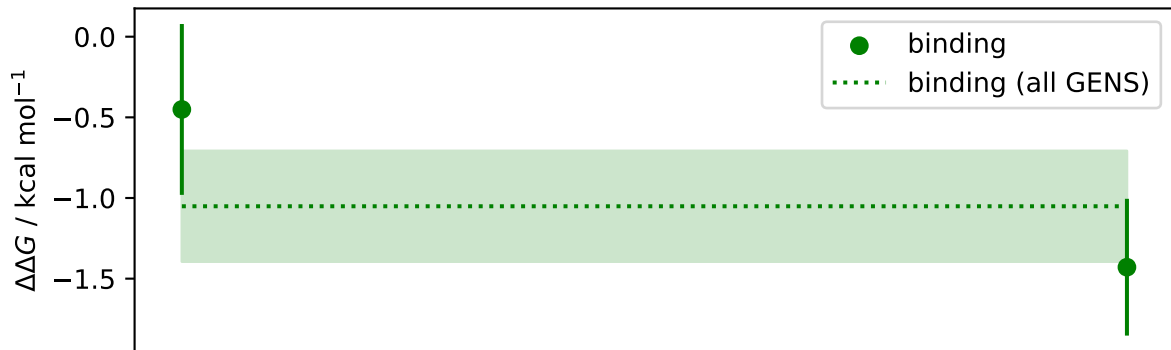 0.0
−0.5
−1.0
−1.5
ΔΔG / kcal mol⁻¹
binding
binding (all GENS)